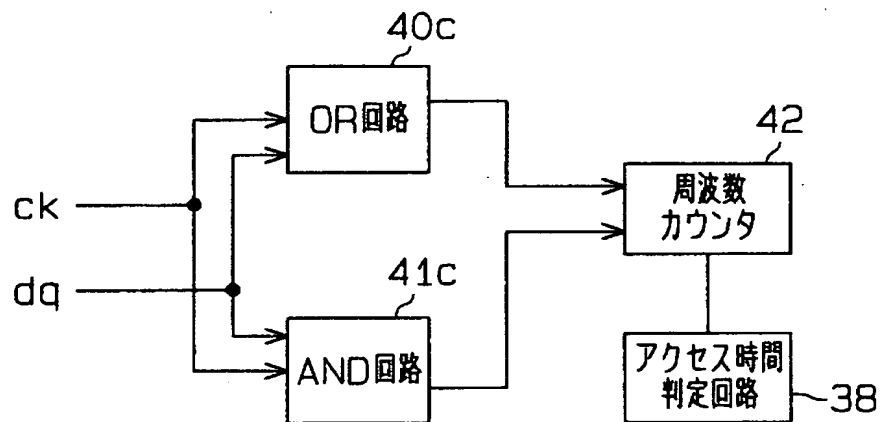 40c
OR回路
42
周波数
カウンタ
ck
dq
41c
AND回路
アクセス時間
判定回路
38